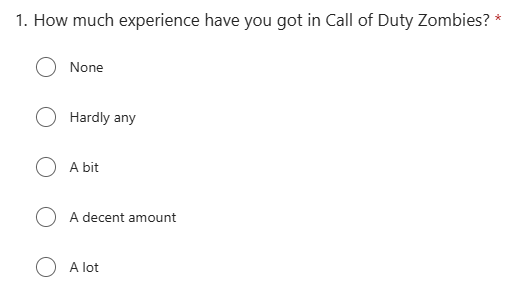 1. How much experience have you got in Call of Duty Zombies? *
None
Hardly any
A bit
A decent amount
A lot